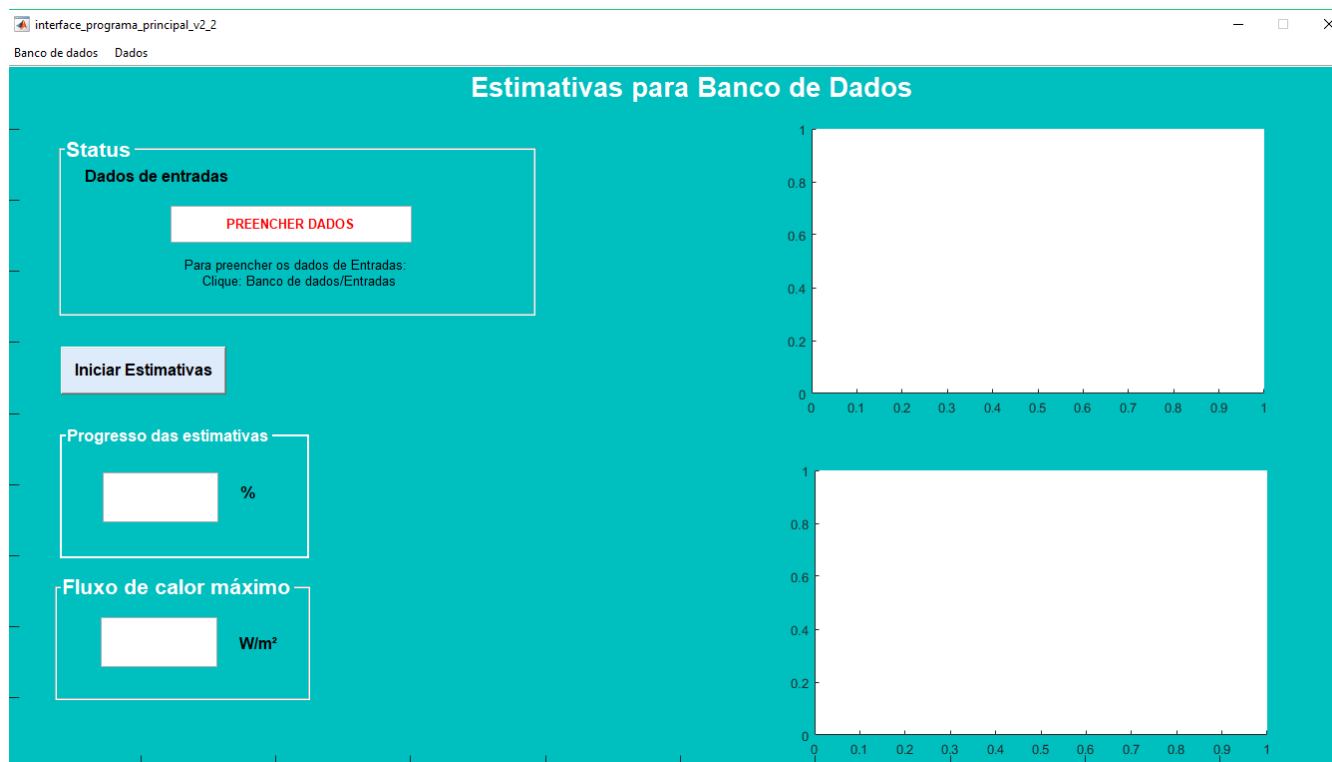 interface_programa_principal_v2_2
Banco de dados Dados
Estimativas para Banco de Dados
Status
Dados de entradas
PREENCHER DADOS
Para preencher os dados de Entradas:
Clique: Banco de dados/Entradas
Iniciar Estimativas
Progresso das estimativas
%
Fluxo de calor máximo
W/m²
1
0.8
0.6
0.4
0.2
0
0 0.1 0.2 0.3 0.4 0.5 0.6 0.7 0.8 0.9 1
1
0.8
0.6
0.4
0.2
0
0 0.1 0.2 0.3 0.4 0.5 0.6 0.7 0.8 0.9 1